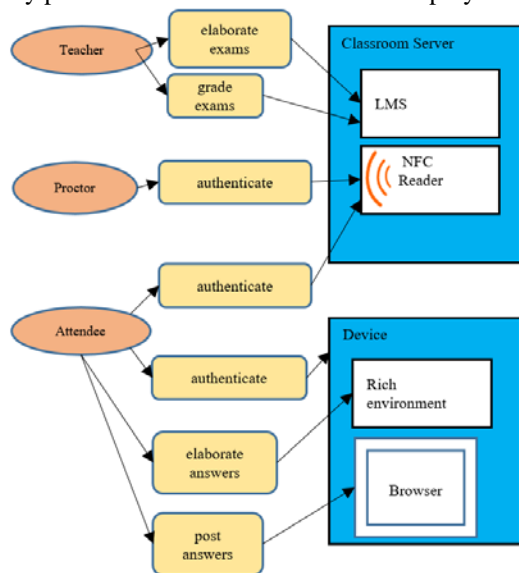 elaborate
exams
Teacher
Classroom Server
grade
exams
LMS
NFC
Reader
Proctor
authenticate
authenticate
Attendee
Device
authenticate
Rich
environment
elaborate
answers
Browser
post
answers